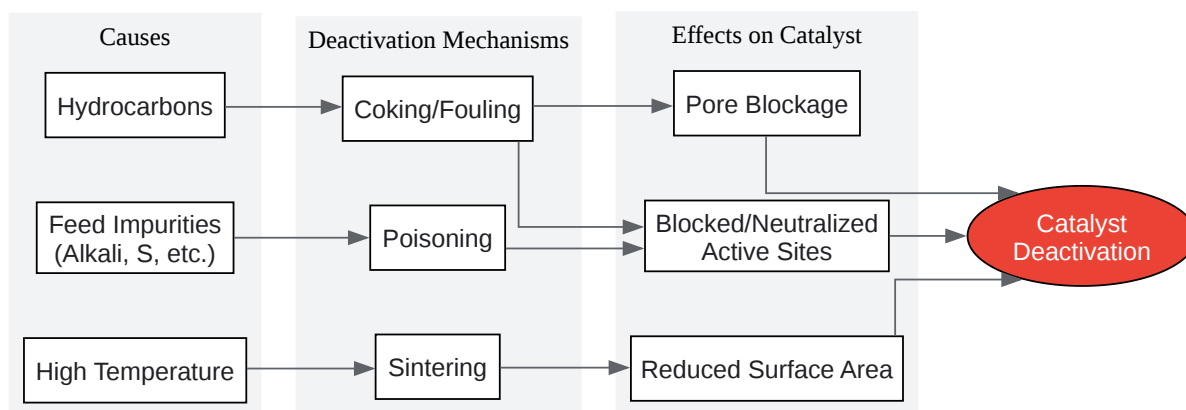 Causes
Deactivation Mechanisms
Effects on Catalyst
Hydrocarbons
Coking/Fouling
Pore Blockage
Feed Impurities
(Alkali, S, etc.)
Poisoning
Blocked/Neutralized
Active Sites
Catalyst
Deactivation
High Temperature
Sintering
Reduced Surface Area